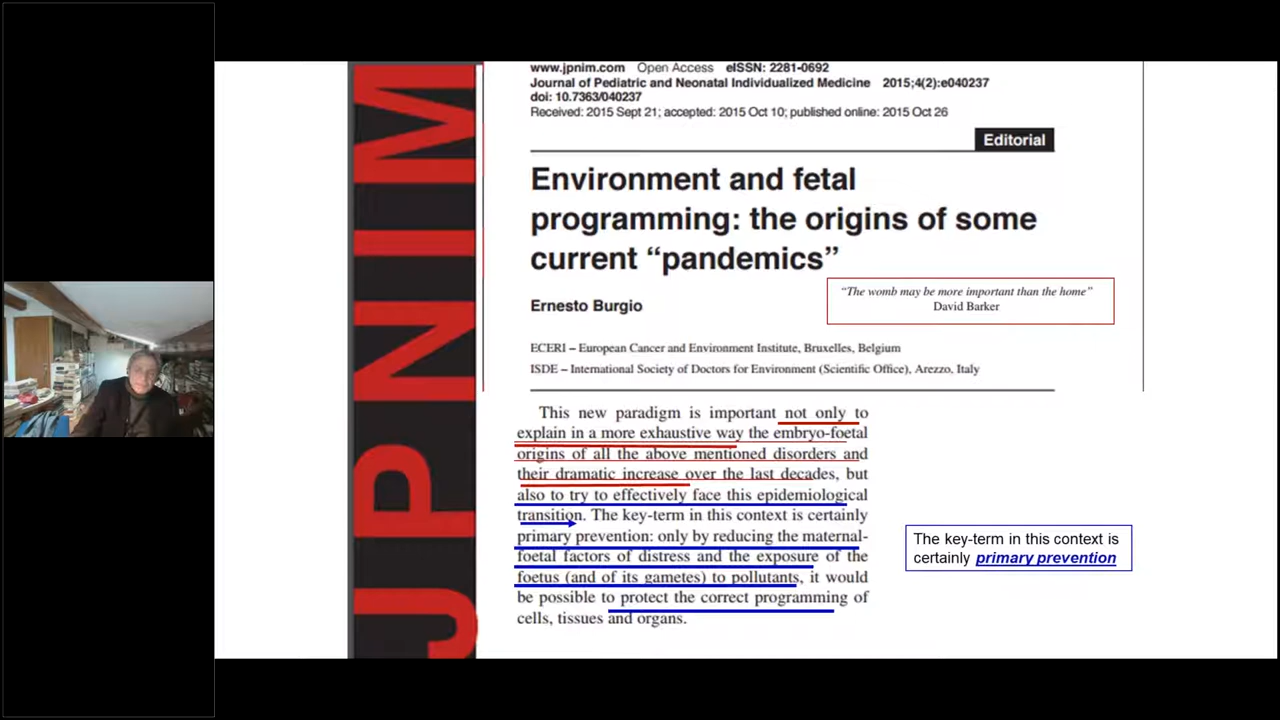 JPNIM
www.jpnim.com Open Access eISSN: 2281-0692
Journal of Pediatric and Neonatal Individualized Medicine 2015;4(2):e040237
doi: 10.7363/040237
Received: 2015 Sept 21; accepted: 2015 Oct 10; published online: 2015 Oct 26
Editorial
Environment and fetal
programming: the origins of some
current “pandemics”
“The womb may be more important than the home”
David Barker
Ernesto Burgio
ECERI – European Cancer and Environment Institute, Bruxelles, Belgium
ISDE – International Society of Doctors for Environment (Scientific Office), Arezzo, Italy
This new paradigm is important not only to
explain in a more exhaustive way the embryo-foetal
origins of all the above mentioned disorders and
their dramatic increase over the last decades, but
also to try to effectively face this epidemiological
transition. The key-term in this context is certainly
primary prevention: only by reducing the maternal-
foetal factors of distress and the exposure of the
foetus (and of its gametes) to pollutants, it would
be possible to protect the correct programming of
cells, tissues and organs.
The key-term in this context is
certainly primary prevention